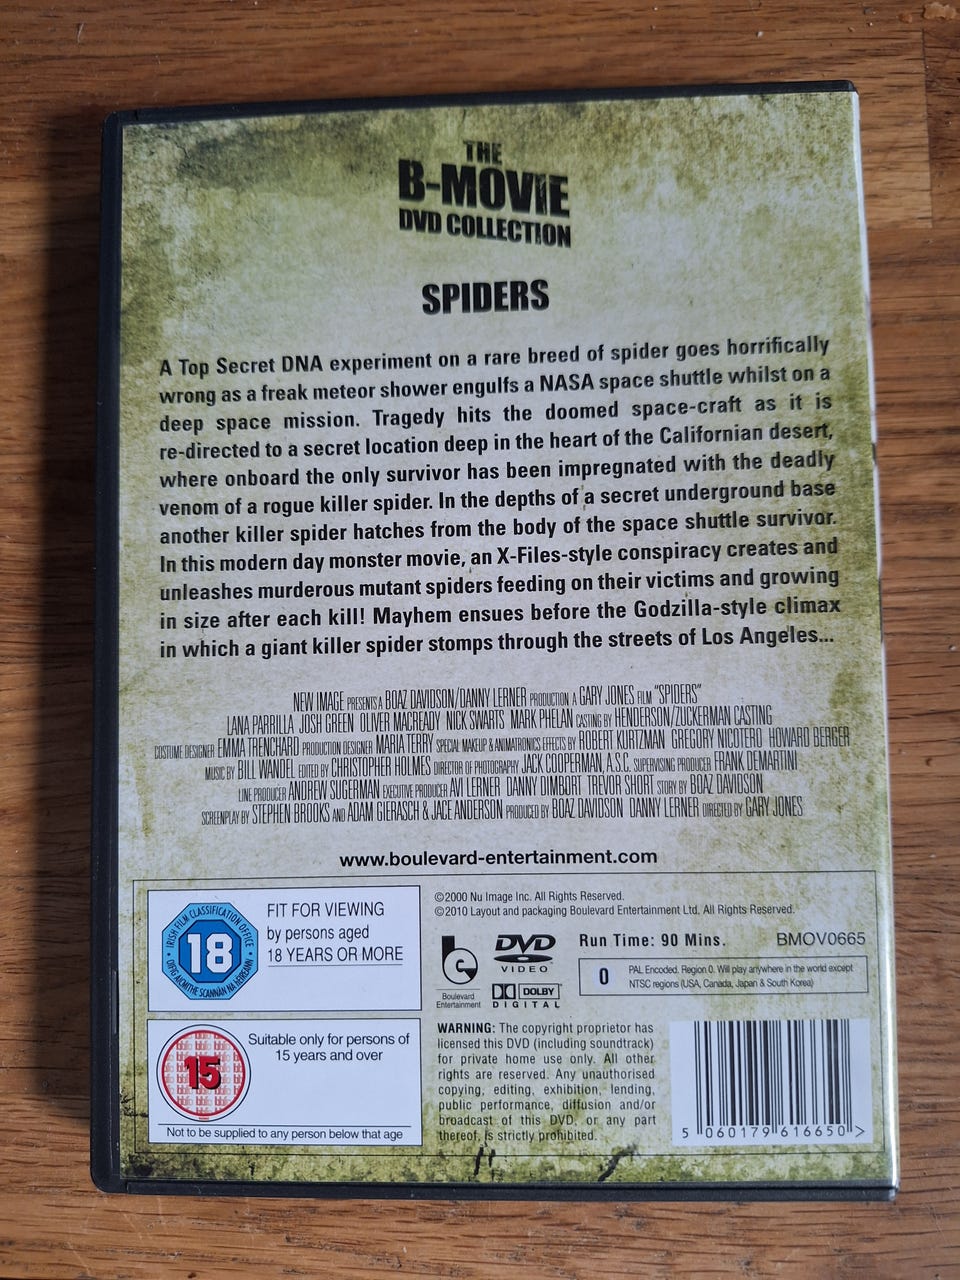 THE
B-MOVIE
DVD COLLECTION
SPIDERS
A Top Secret DNA experiment on a rare breed of spider goes horrifically
wrong as a freak meteor shower engulfs a NASA space shuttle whilst on a
deep space mission. Tragedy hits the doomed space-craft as it is
re-directed to a secret location deep in the heart of the Californian desert,
where onboard the only survivor has been impregnated with the deadly
venom of a rogue killer spider. In the depths of a secret underground base
another killer spider hatches from the body of the space shuttle survivor.
In this modern day monster movie, an X-Files-style conspiracy creates and
unleashes murderous mutant spiders feeding on their victims and growing
in size after each kill! Mayhem ensues before the Godzilla-style climax
in which a giant killer spider stomps through the streets of Los Angeles...
NEW IMAGE PRESENTS A BOAZ DAVIDSON/DANNY LERNER PRODUCTION A GARY JONES FILM "SPIDERS"
LANA PARRILLA JOSH GREEN OLIVER MACREADY NICK SWARTS MARK PHELAN CASTING BY HENDERSON/ZUCKERMAN CASTING
COSTUME DESIGNER EMMA TRENCHARD PRODUCTION DESIGNER MARIA TERRY SPECIAL MAKEUP & ANIMATRONICS EFFECTS BY ROBERT KURTZMAN GREGORY NICOTERO HOWARD BERGER
MUSIC BY BILL WANDEL EDITED BY CHRISTOPHER HOLMES DIRECTOR OF PHOTOGRAPHY JACK COOPERMAN, A.S.C. SUPERVISING PRODUCER FRANK DEMARTINI
LINE PRODUCER ANDREW SUGERMAN EXECUTIVE PRODUCER AVI LERNER DANNY DIMBORT TREVOR SHORT STORY BY BOAZ DAVIDSON
SCREENPLAY BY STEPHEN BROOKS AND ADAM GIERASCH & JACE ANDERSON PRODUCED BY BOAZ DAVIDSON DANNY LERNER DIRECTED BY GARY JONES
www.boulevard-entertainment.com
IRISH FILM CLASSIFICATION OFFICE
18
OIFIG AICMITHE SCANNÁN NA HÉIREANN
FIT FOR VIEWING
by persons aged
18 YEARS OR MORE
bbfc
15
Suitable only for persons of
15 years and over
Not to be supplied to any person below that age
©2000 Nu Image Inc. All Rights Reserved.
©2010 Layout and packaging Boulevard Entertainment Ltd. All Rights Reserved.
Boulevard
Entertainment
DVD
VIDEO
DOLBY
DIGITAL
Run Time: 90 Mins.
BMOV0665
0
PAL Encoded. Region 0. Will play anywhere in the world except
NTSC regions (USA, Canada, Japan & South Korea)
WARNING: The copyright proprietor has
licensed this DVD (including soundtrack)
for private home use only. All other
rights are reserved. Any unauthorised
copying, editing, exhibition, lending,
public performance, diffusion and/or
broadcast of this DVD, or any part
thereof, is strictly prohibited.
5 060179 616650 >